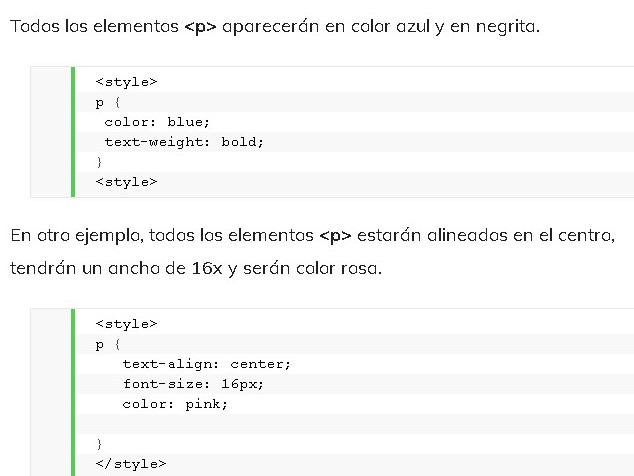 Todos los elementos <p> aparecerán en color azul y en negrita.
<style>
p {
 color: blue;
 text-weight: bold;
}
<style>
En otro ejemplo, todos los elementos <p> estarán alineados en el centro,
tendrán un ancho de 16x y serán color rosa.
<style>
p {
   text-align: center;
   font-size: 16px;
   color: pink;
}
</style>